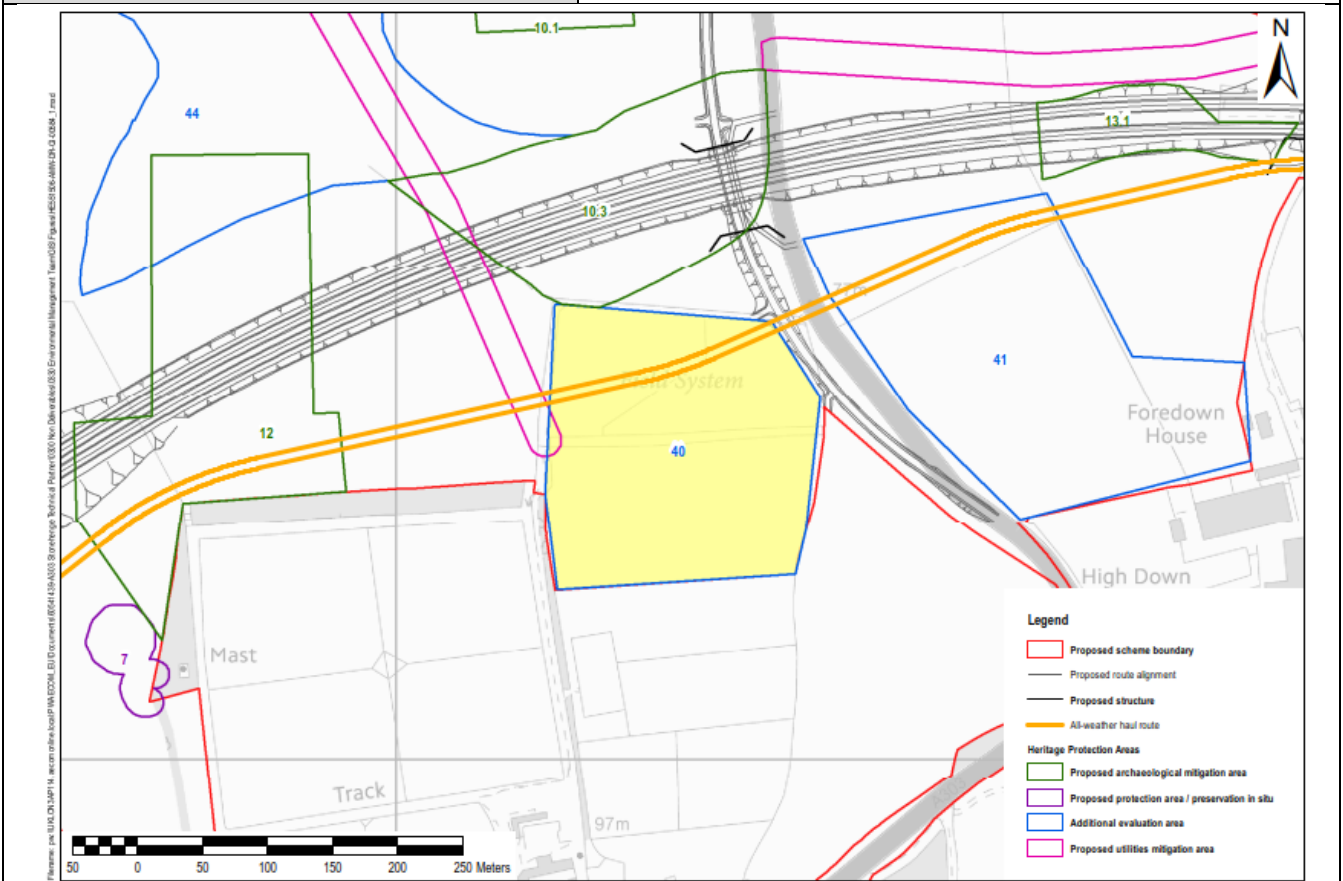 10.1
N
44
13.1
10.3
77m
Field System
41
12
Foredown
House
40
High Down
Legend
Proposed scheme boundary
Proposed route alignment
Proposed structure
All-weather haul route
Heritage Protection Areas
Proposed archaeological mitigation area
Proposed protection area / preservation in situ
Additional evaluation area
Proposed utilities mitigation area
7
Mast
Track
97m
A303
50 0 50 100 150 200 250 Meters